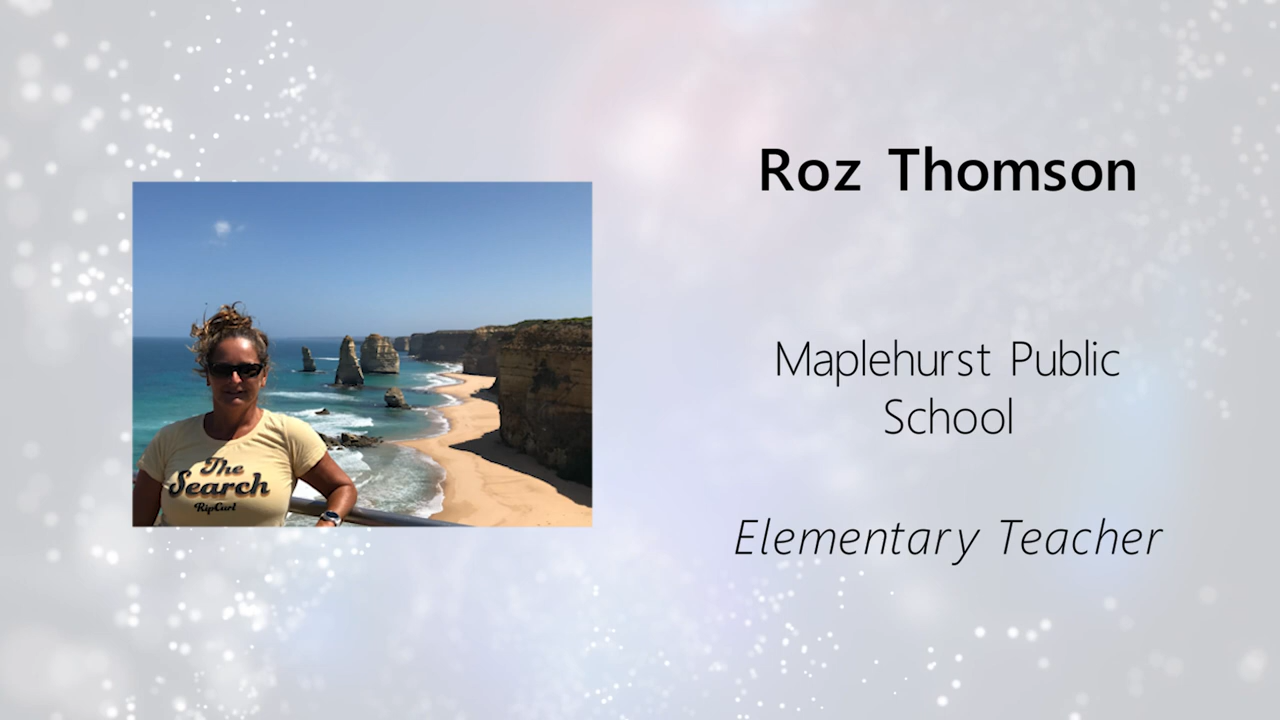 Roz Thomson
Maplehurst Public
School
Elementary Teacher
The
Search
RipCurl